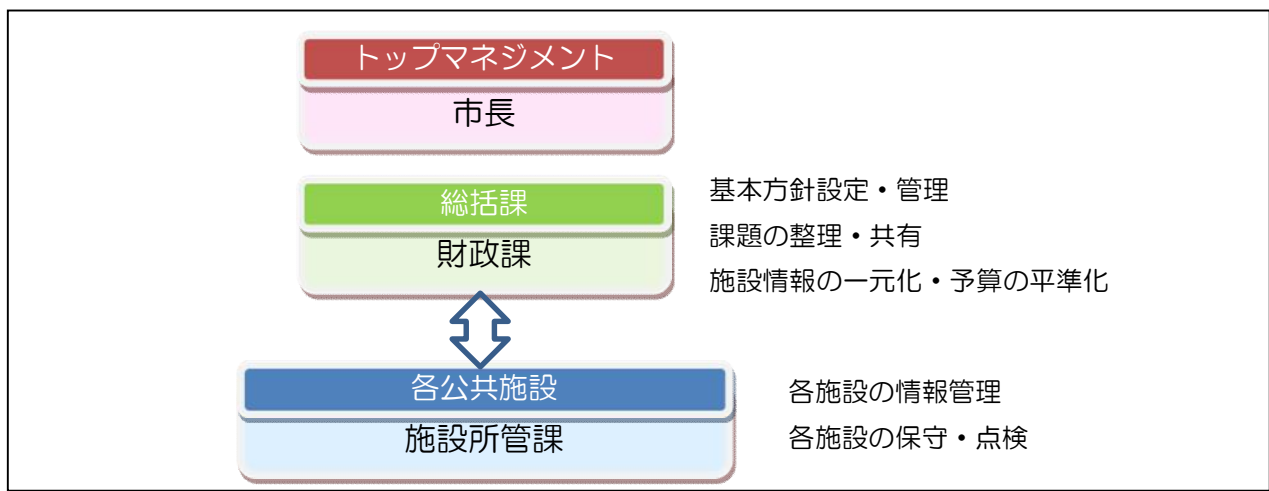 トップマネジメント
市長
総括課
財政課
基本方針設定・管理
課題の整理・共有
施設情報の一元化・予算の平準化
各公共施設
施設所管課
各施設の情報管理
各施設の保守・点検